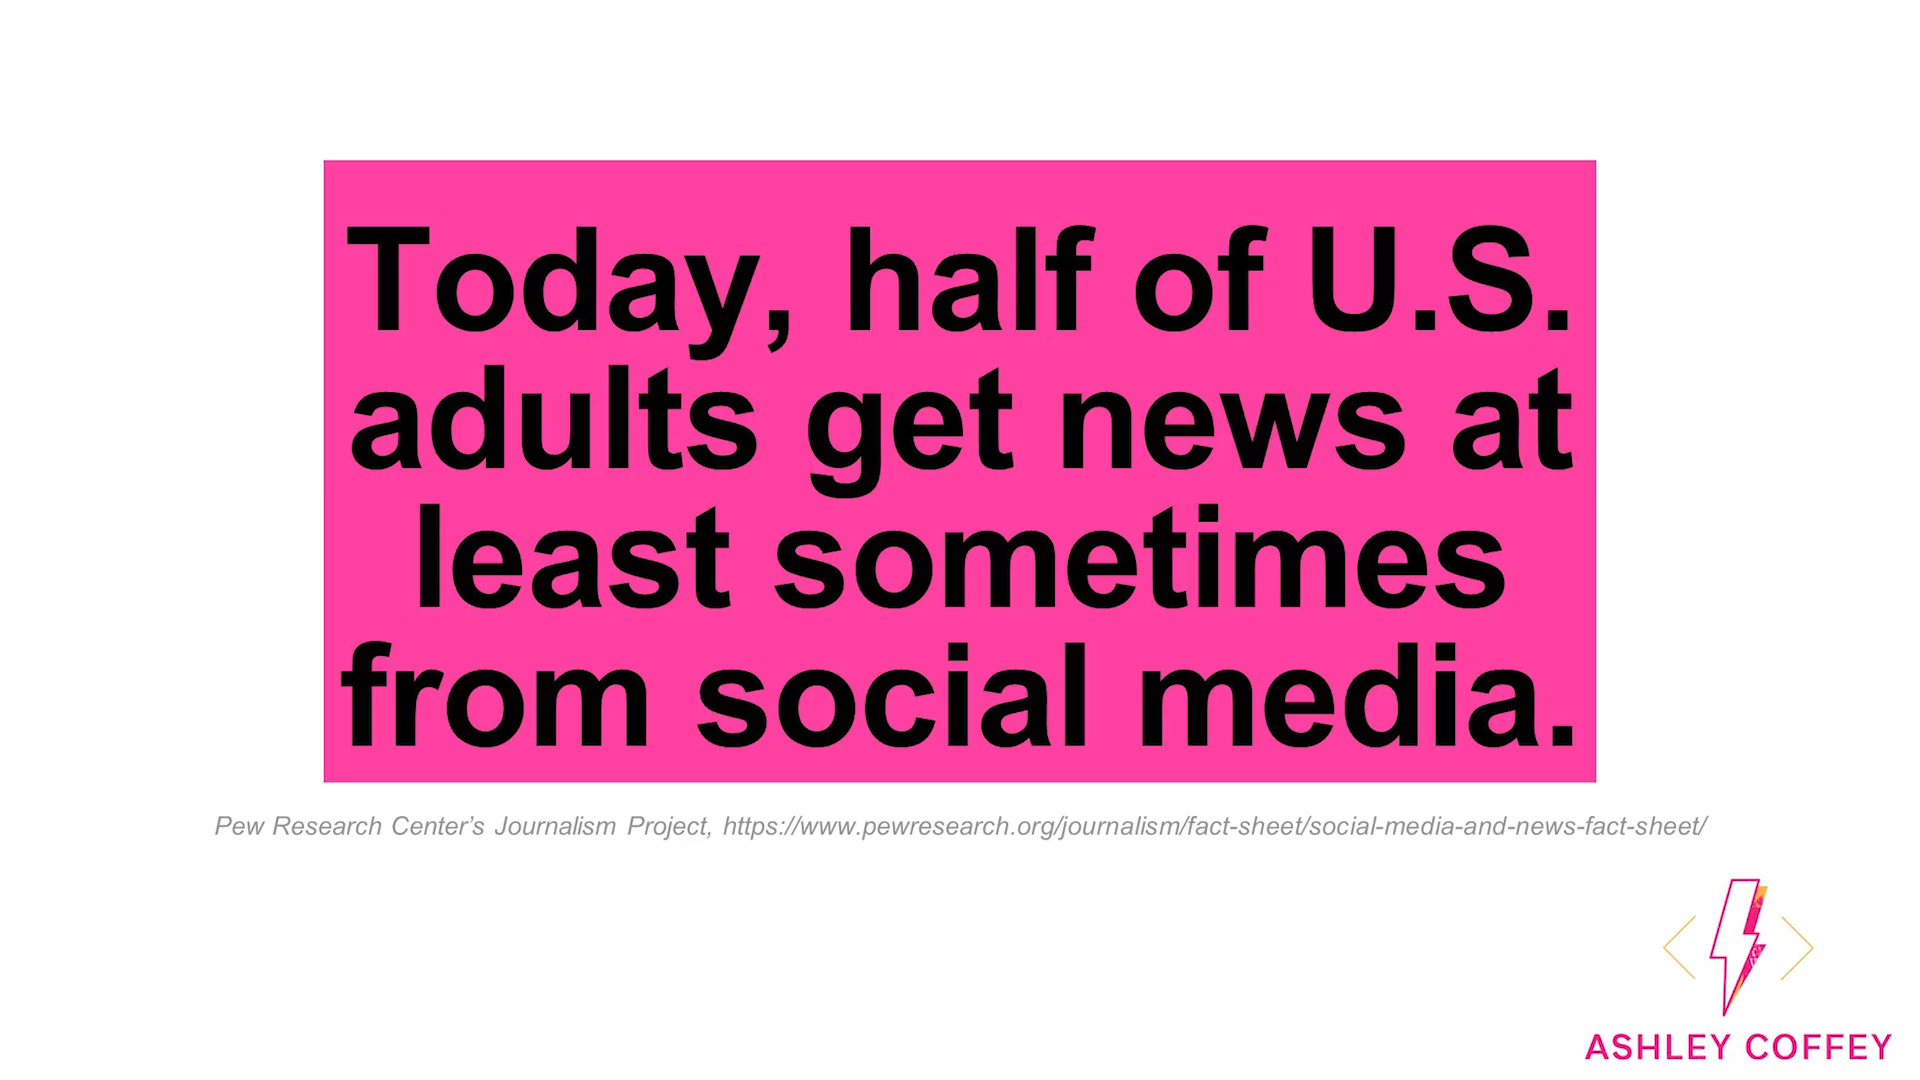 Today, half of U.S.
adults get news at
least sometimes
from social media.
Pew Research Center’s Journalism Project, https://www.pewresearch.org/journalism/fact-sheet/social-media-and-news-fact-sheet/
ASHLEY COFFEY